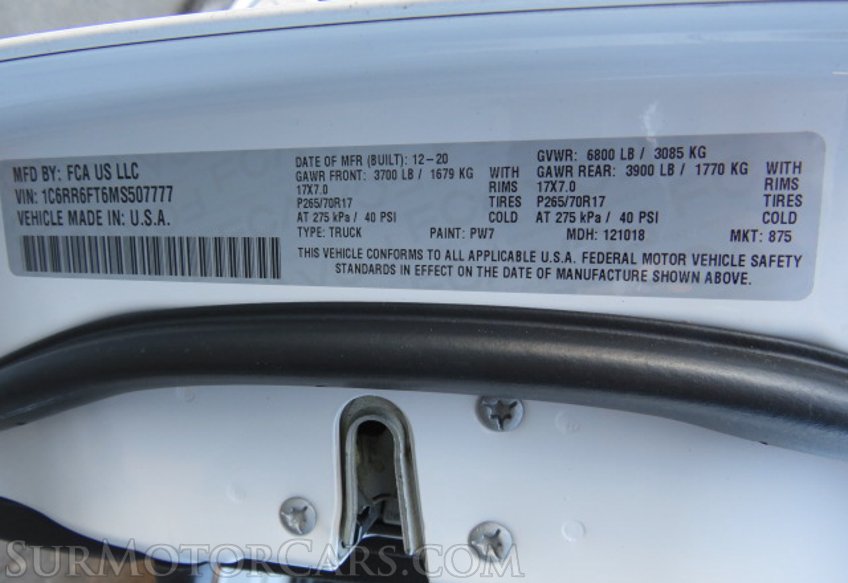 MFD BY: FCA US LLC
VIN: 1C6RR6FT6MS507777
VEHICLE MADE IN: U.S.A.
DATE OF MFR (BUILT): 12-20
GAWR FRONT: 3700 LB / 1679 KG WITH
17X7.0 RIMS
P265/70R17 TIRES
AT 275 kPa / 40 PSI COLD
TYPE: TRUCK PAINT: PW7
GVWR: 6800 LB / 3085 KG
GAWR REAR: 3900 LB / 1770 KG WITH
17X7.0 RIMS
P265/70R17 TIRES
AT 275 kPa / 40 PSI COLD
MDH: 121018 MKT: 875
THIS VEHICLE CONFORMS TO ALL APPLICABLE U.S.A. FEDERAL MOTOR VEHICLE SAFETY
STANDARDS IN EFFECT ON THE DATE OF MANUFACTURE SHOWN ABOVE.
SURMOTORCARS.COM